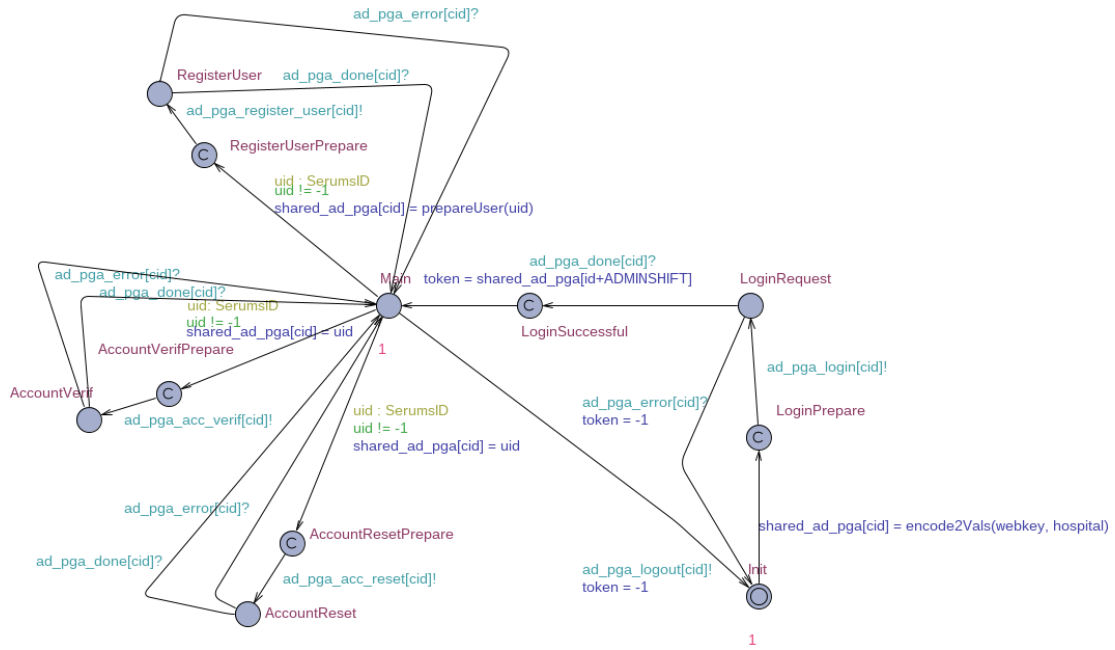 ad_pga_error[cid]?
RegisterUser
ad_pga_done[cid]?
ad_pga_register_user[cid]!
RegisterUserPrepare
C
uid : SerumsID
uid != -1
shared_ad_pga[cid] = prepareUser(uid)
ad_pga_done[cid]?
ad_pga_error[cid]?
Main
token = shared_ad_pga[id+ADMINSHIFT]
LoginRequest
ad_pga_done[cid]?
uid: SerumsID
C
uid != -1
shared_ad_pga[cid] = uid
LoginSuccessful
AccountVerifPrepare
1
ad_pga_login[cid]!
AccountVerif
C
ad_pga_acc_verif[cid]!
uid : SerumsID
uid != -1
shared_ad_pga[cid] = uid
ad_pga_error[cid]?
token = -1
LoginPrepare
C
ad_pga_error[cid]?
AccountResetPrepare
C
shared_ad_pga[cid] = encode2Vals(webkey, hospital)
ad_pga_done[cid]?
ad_pga_acc_reset[cid]!
ad_pga_logout[cid]!
Init
token = -1
AccountReset
1